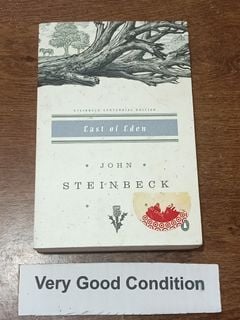 STEINBECK CENTENNIAL EDITION
East of Eden
JOHN
STEINBECK
Very Good Condition